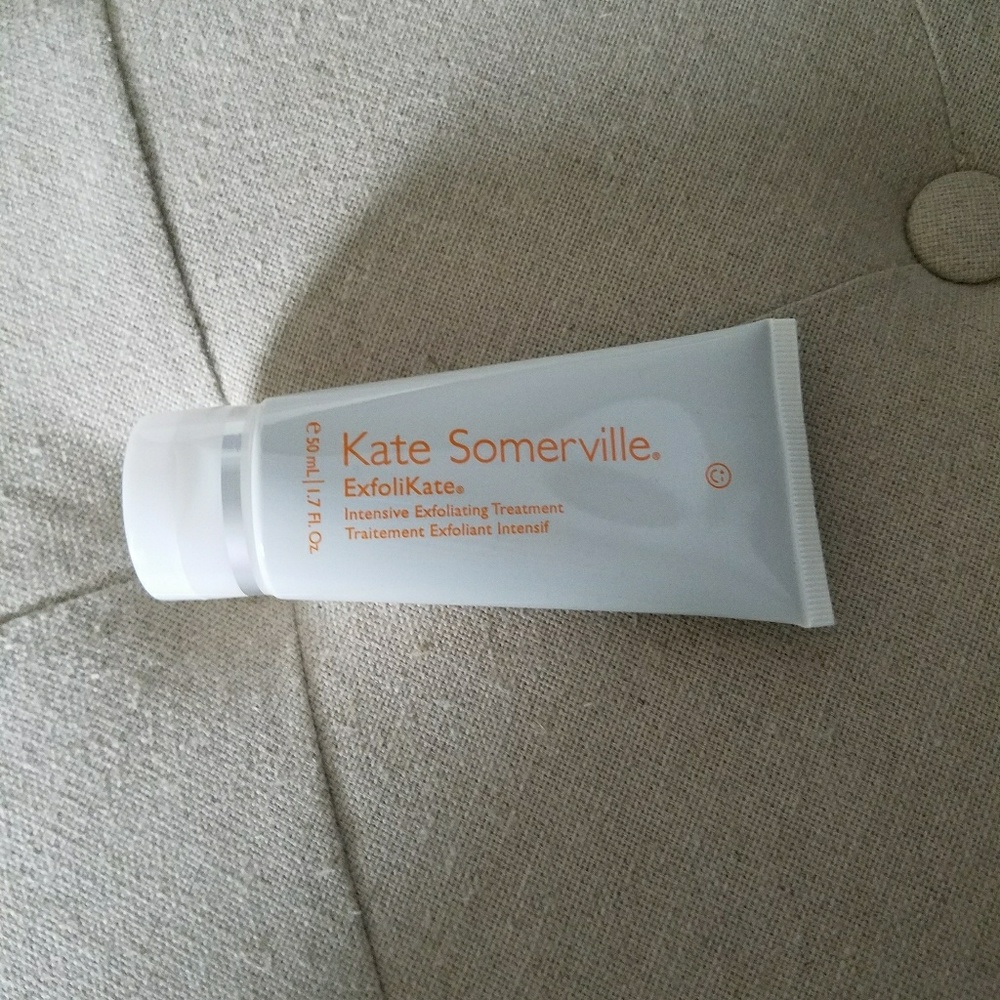 Kate Somerville®
ExfoliKate®
Intensive Exfoliating Treatment
Traitement Exfoliant Intensif
e 50 mL | 1.7 Fl. Oz